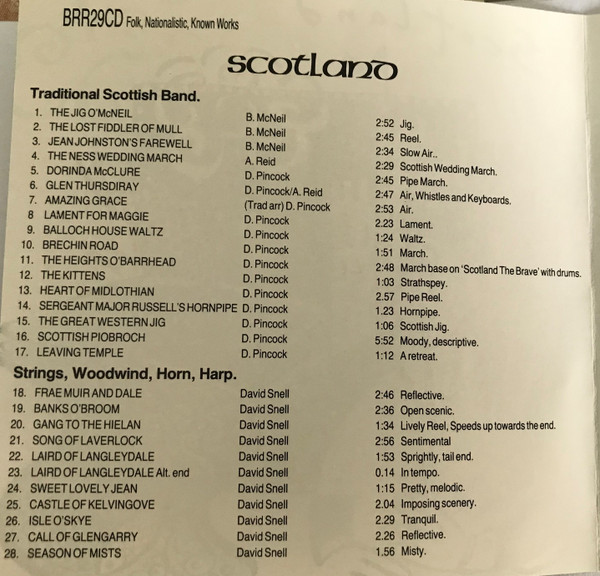 BRR29CD Folk, Nationalistic, Known Works
Scotland
Traditional Scottish Band.
1. THE JIG O'McNEIL B. McNeil 2:52 Jig.
2. THE LOST FIDDLER OF MULL B. McNeil 2:45 Reel.
3. JEAN JOHNSTON'S FAREWELL B. McNeil 2:34 Slow Air..
4. THE NESS WEDDING MARCH A. Reid 2:29 Scottish Wedding March.
5. DORINDA McCLURE D. Pincock 2:45 Pipe March.
6. GLEN THURSDIRAY D. Pincock/A. Reid 2:47 Air, Whistles and Keyboards.
7. AMAZING GRACE (Trad arr) D. Pincock 2:53 Air.
8 LAMENT FOR MAGGIE D. Pincock 2.23 Lament.
9. BALLOCH HOUSE WALTZ D. Pincock 1:24 Waltz.
10. BRECHIN ROAD D. Pincock 1:51 March.
11. THE HEIGHTS O'BARRHEAD D. Pincock 2:48 March base on 'Scotland The Brave' with drums.
12. THE KITTENS D. Pincock 1:03 Strathspey.
13. HEART OF MIDLOTHIAN D. Pincock 2.57 Pipe Reel.
14. SERGEANT MAJOR RUSSELL'S HORNPIPE D. Pincock 1.23 Hornpipe.
15. THE GREAT WESTERN JIG D. Pincock 1:06 Scottish Jig.
16. SCOTTISH PIOBROCH D. Pincock 5:52 Moody, descriptive.
17. LEAVING TEMPLE D. Pincock 1:12 A retreat.
Strings, Woodwind, Horn, Harp.
18. FRAE MUIR AND DALE David Snell 2:46 Reflective.
19. BANKS O'BROOM David Snell 2:36 Open scenic.
20. GANG TO THE HIELAN David Snell 1:34 Lively Reel, Speeds up towards the end.
21. SONG OF LAVERLOCK David Snell 2:56 Sentimental
22. LAIRD OF LANGLEYDALE David Snell 1:53 Sprightly, tail end.
23. LAIRD OF LANGLEYDALE Alt. end David Snell 0.14 In tempo.
24. SWEET LOVELY JEAN David Snell 1:15 Pretty, melodic.
25. CASTLE OF KELVINGOVE David Snell 2.04 Imposing scenery.
26. ISLE O'SKYE David Snell 2.29 Tranquil.
27. CALL OF GLENGARRY David Snell 2.26 Reflective.
28. SEASON OF MISTS David Snell 1.56 Misty.